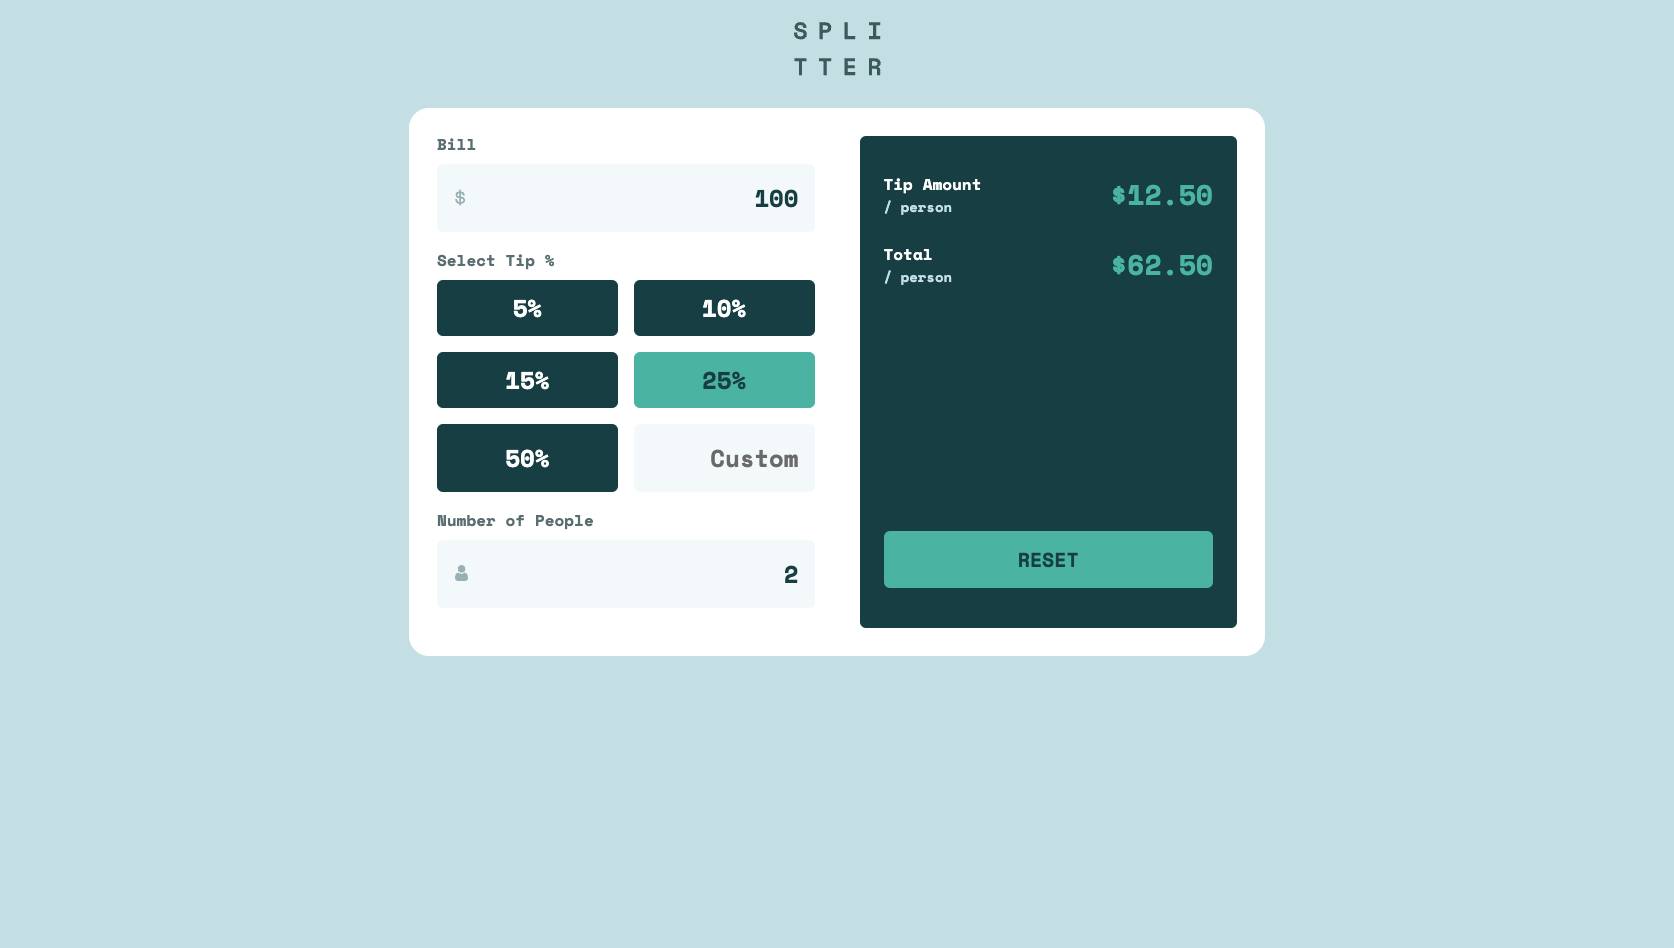 SPLI
TTER
Bill
$ 100
Select Tip %
5% 10%
15% 25%
50% Custom
Number of People
2
Tip Amount
/ person
$12.50
Total
/ person
$62.50
RESET